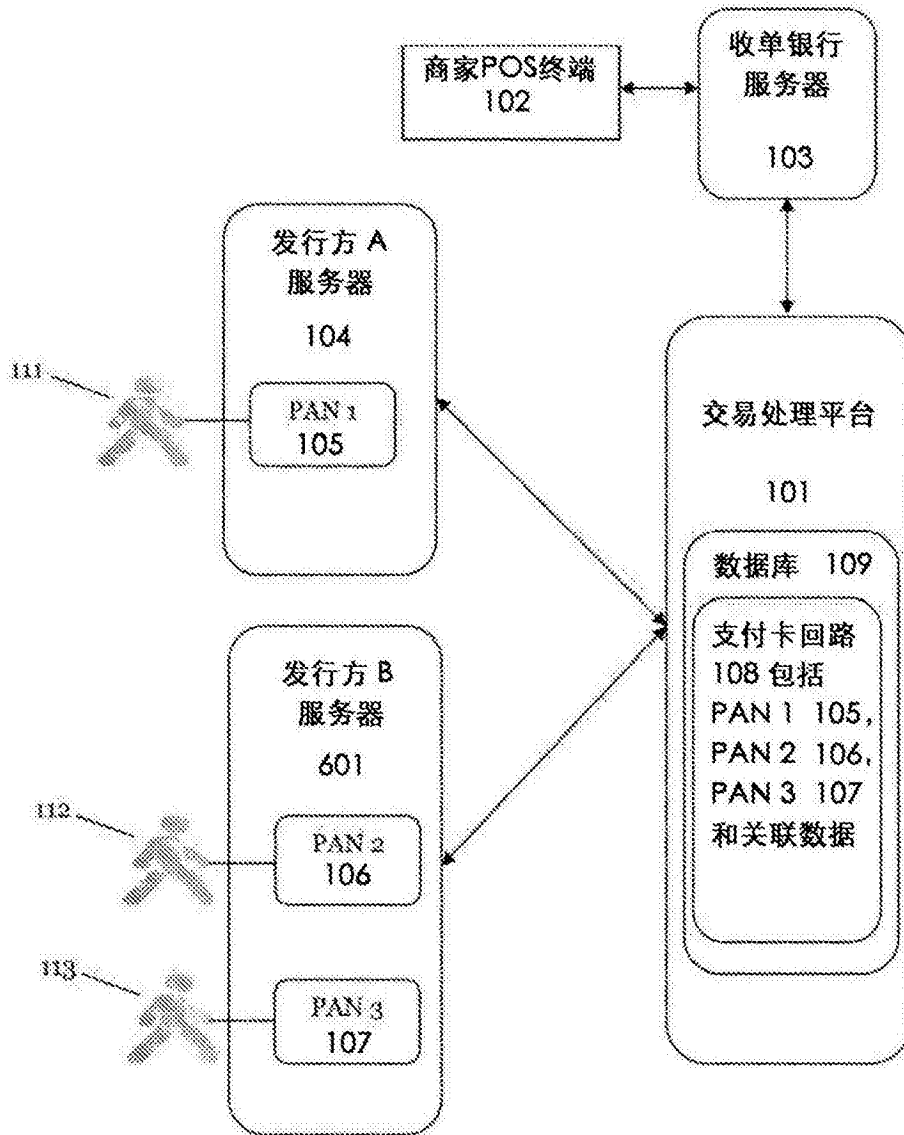 商家POS终端
102
收单银行
服务器
103
发行方 A
服务器
104
111
PAN 1
105
交易处理平台
101
数据库 109
支付卡回路
108 包括
PAN 1 105,
PAN 2 106,
PAN 3 107
和关联数据
发行方 B
服务器
601
112
PAN 2
106
113
PAN 3
107